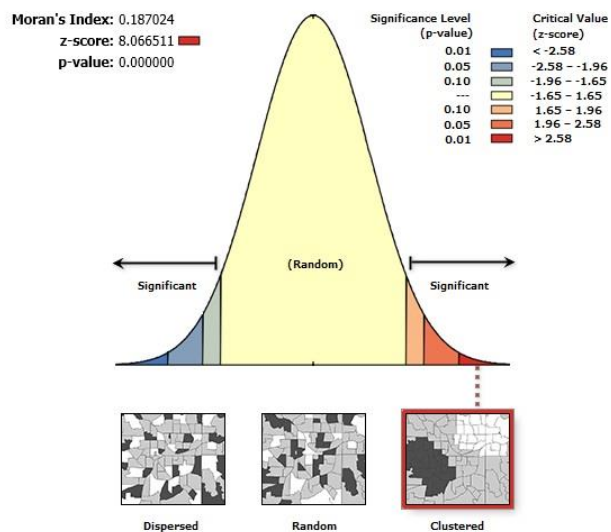 Moran's Index: 0.187024
z-score: 8.066511
p-value: 0.000000
Significance Level
(p-value)
Critical Value
(z-score)
0.01 < -2.58
0.05 -2.58 – -1.96
0.10 -1.96 – -1.65
--- -1.65 – 1.65
0.10 1.65 – 1.96
0.05 1.96 – 2.58
0.01 > 2.58
(Random)
Significant
Significant
Dispersed
Random
Clustered